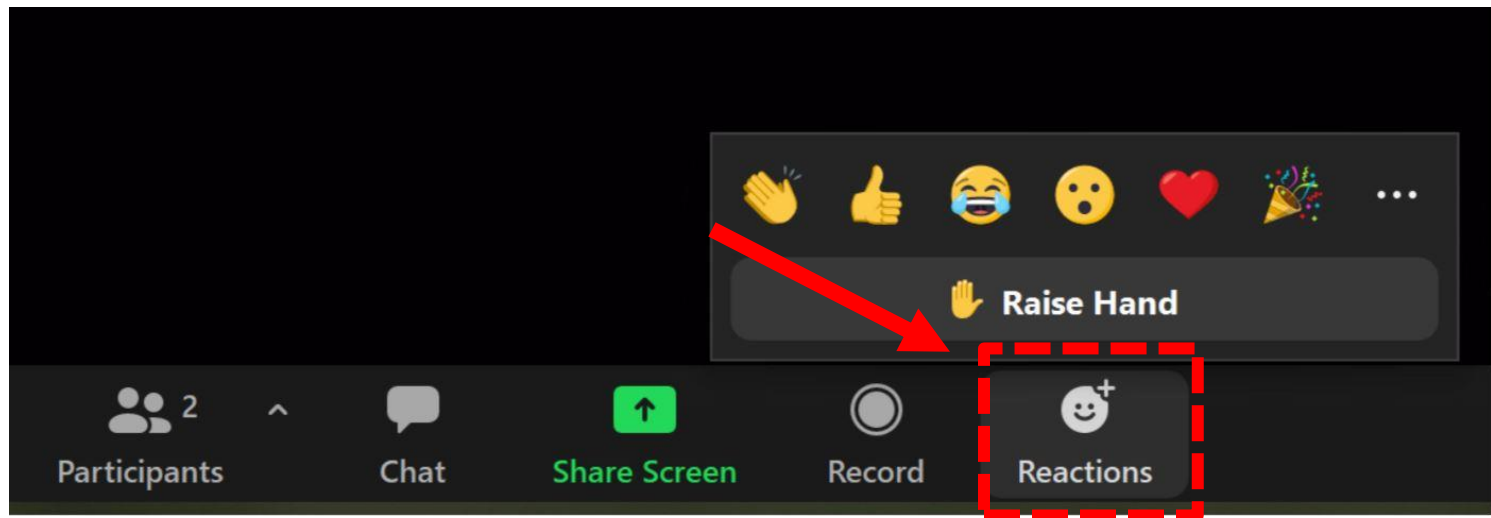 Raise Hand
2
Participants
Chat
Share Screen
Record
Reactions